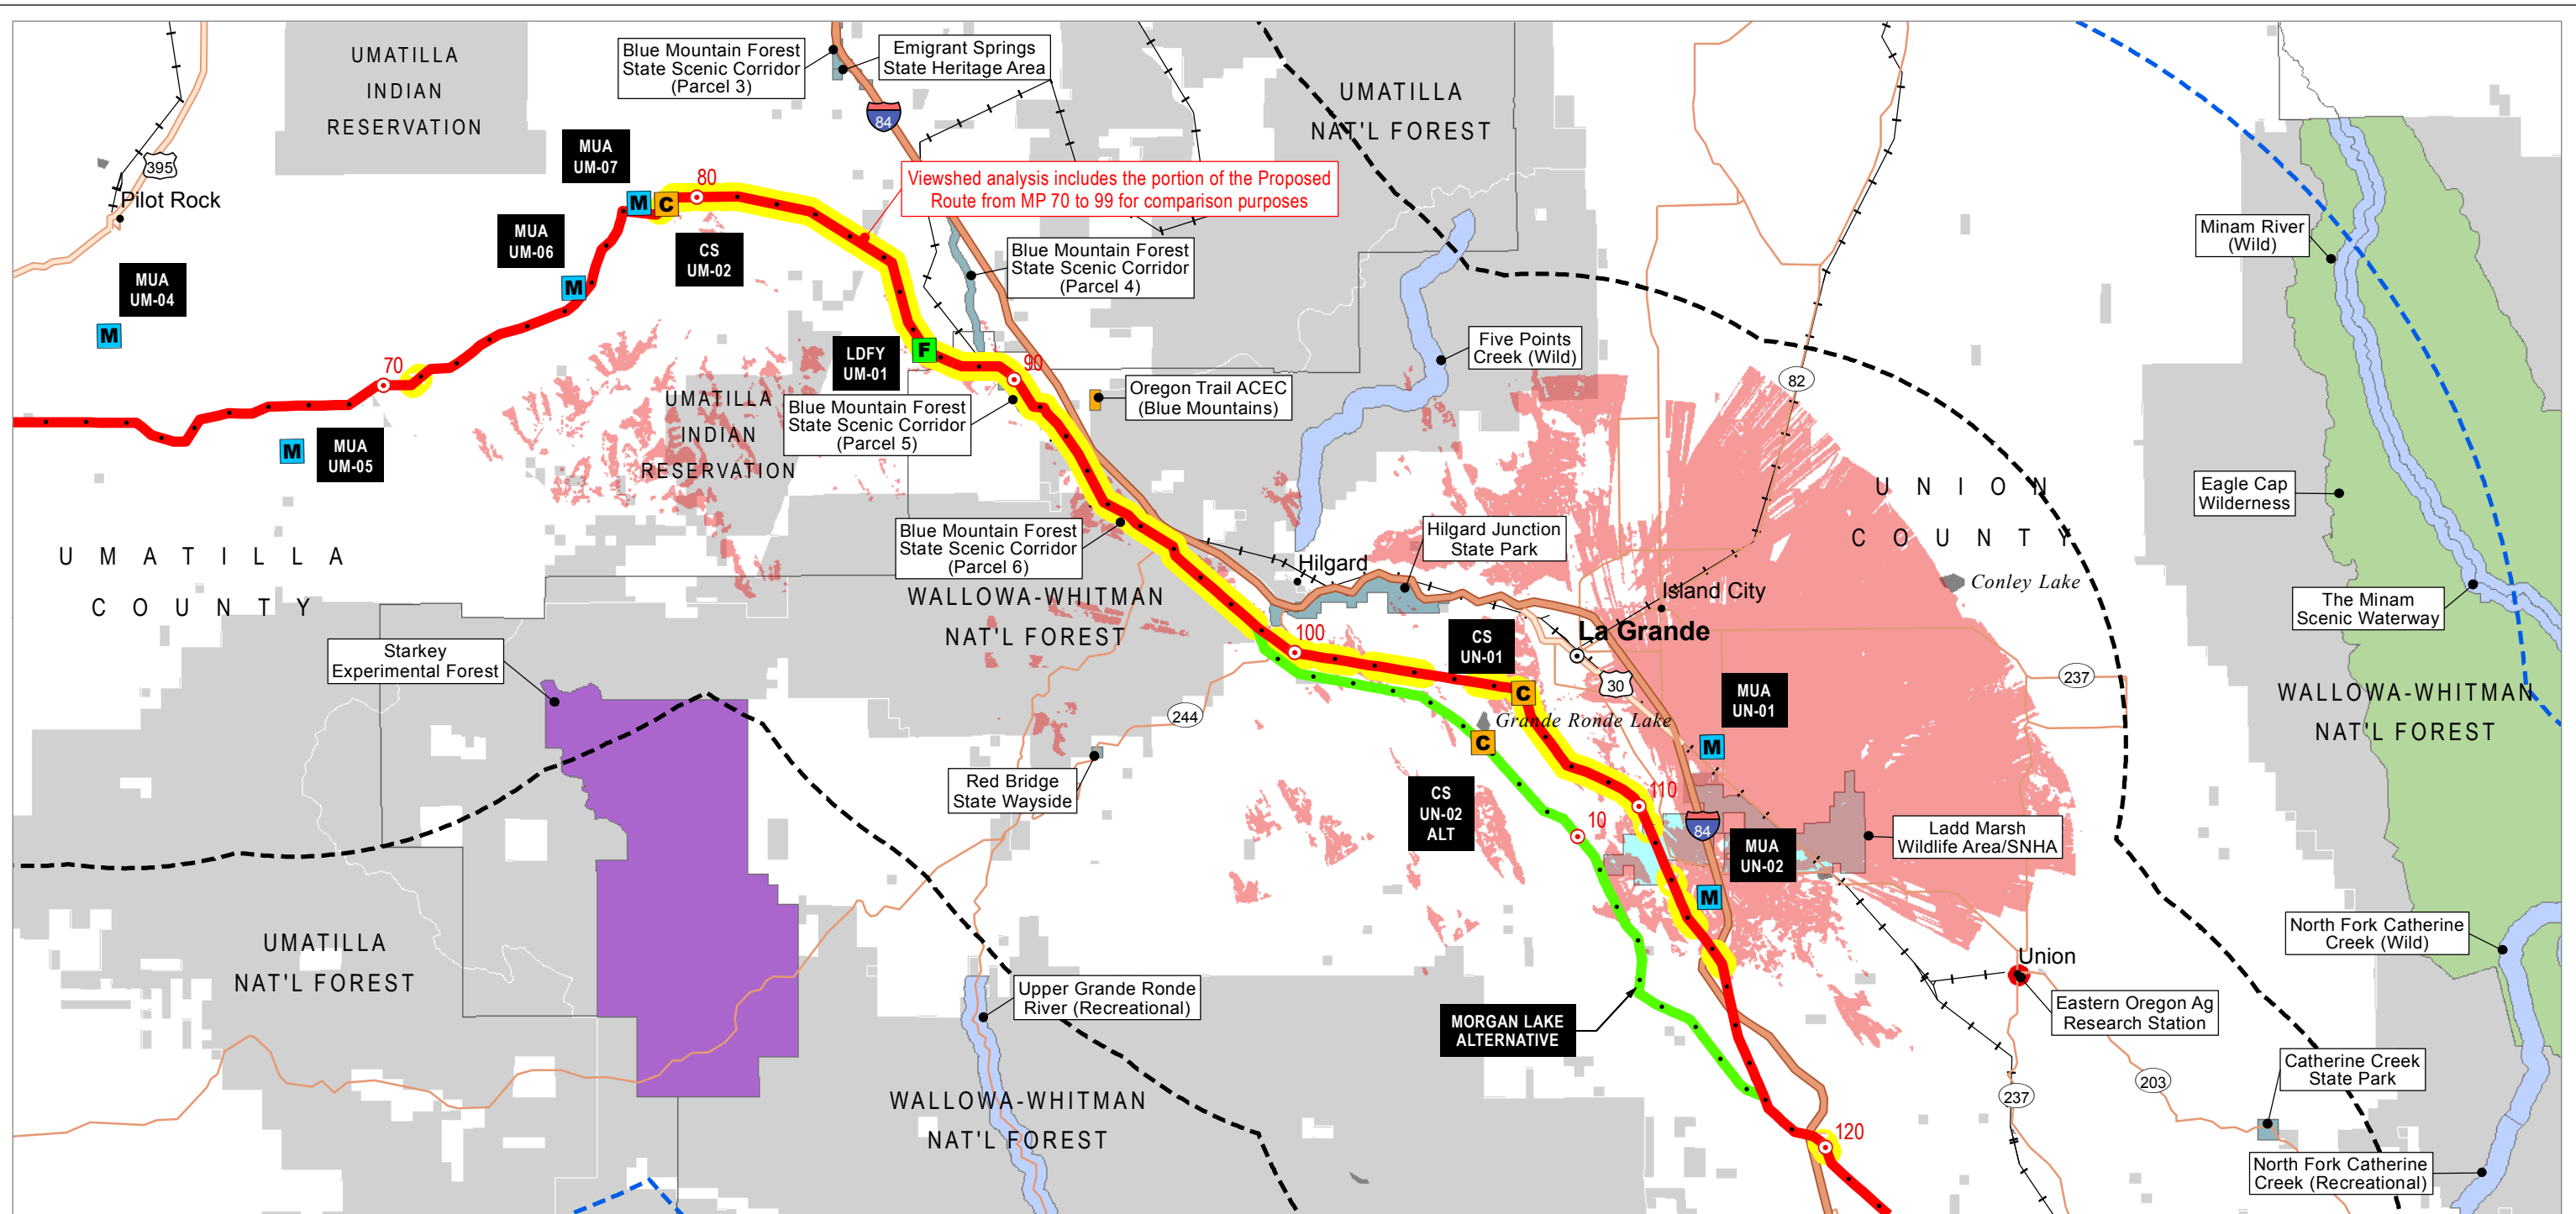 UMATILLA
INDIAN
RESERVATION
Blue Mountain Forest
State Scenic Corridor
(Parcel 3)
Emigrant Springs
State Heritage Area
84
UMATILLA
NAT'L FOREST
395
Pilot Rock
MUA
UM-07
M
C
80
Viewshed analysis includes the portion of the Proposed
Route from MP 70 to 99 for comparison purposes
MUA
UM-06
M
CS
UM-02
Blue Mountain Forest
State Scenic Corridor
(Parcel 4)
Minam River
(Wild)
MUA
UM-04
M
70
LDFY
UM-01
F
90
Five Points
Creek (Wild)
82
Oregon Trail ACEC
(Blue Mountains)
UMATILLA
INDIAN
RESERVATION
Blue Mountain Forest
State Scenic Corridor
(Parcel 5)
M
MUA
UM-05
UNION
COUNTY
Eagle Cap
Wilderness
UMATILLA
COUNTY
Blue Mountain Forest
State Scenic Corridor
(Parcel 6)
Hilgard Junction
State Park
Hilgard
Island City
Conley Lake
The Minam
Scenic Waterway
WALLOWA-WHITMAN
NAT'L FOREST
La Grande
100
CS
UN-01
C
30
237
Starkey
Experimental Forest
MUA
UN-01
M
WALLOWA-WHITMAN
NAT'L FOREST
244
Grande Ronde Lake
C
Red Bridge
State Wayside
CS
UN-02
ALT
110
10
84
MUA
UN-02
M
Ladd Marsh
Wildlife Area/SNHA
UMATILLA
NAT'L FOREST
North Fork Catherine
Creek (Wild)
Union
Upper Grande Ronde
River (Recreational)
MORGAN LAKE
ALTERNATIVE
Eastern Oregon Ag
Research Station
Catherine Creek
State Park
203
237
WALLOWA-WHITMAN
NAT'L FOREST
120
North Fork Catherine
Creek (Recreational)